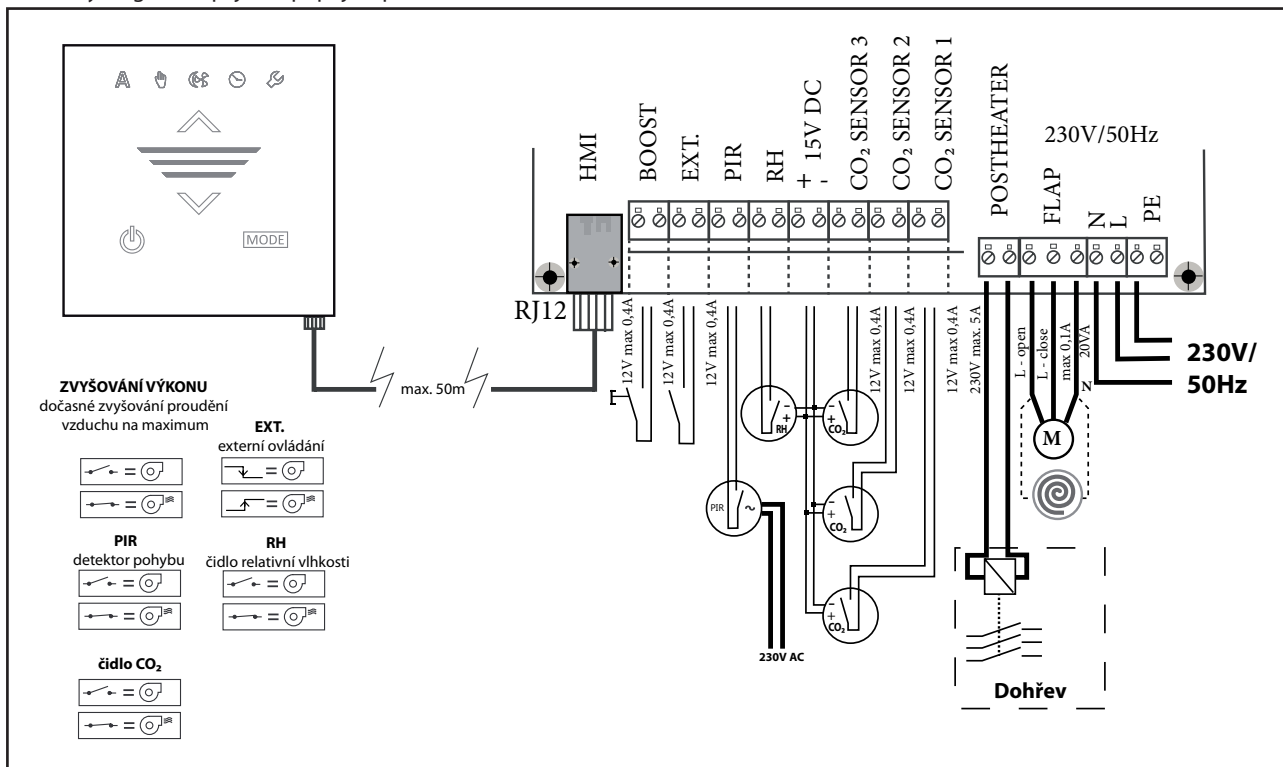 A
MODE
HMI
BOOST
EXT.
PIR
RH
+ 15V DC -
CO₂ SENSOR 3
CO₂ SENSOR 2
CO₂ SENSOR 1
POSTHEATER
FLAP
230V/50Hz
N
L
PE
RJ12
max. 50m
12V max 0,4A
12V max 0,4A
12V max 0,4A
12V max 0,4A
12V max 0,4A
12V max 0,4A
230V max. 5A
L - open
L - close
max 0,1A
20VA
N
230V/
50Hz
M
- + RH
- + CO₂
- + CO₂
- + CO₂
PIR ~
230V AC
Dohřev
ZVYŠOVÁNÍ VÝKONU
dočasné zvyšování proudění
vzduchu na maximum
=
=
EXT.
externí ovládání
=
=
PIR
detektor pohybu
=
=
RH
čidlo relativní vlhkosti
=
=
čidlo CO₂
=
=